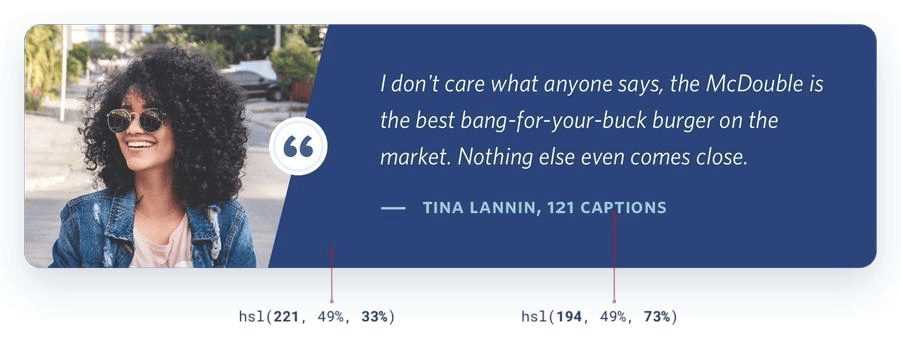 “
I don't care what anyone says, the McDouble is
the best bang-for-your-buck burger on the
market. Nothing else even comes close.
— TINA LANNIN, 121 CAPTIONS
hsl(221, 49%, 33%)
hsl(194, 49%, 73%)